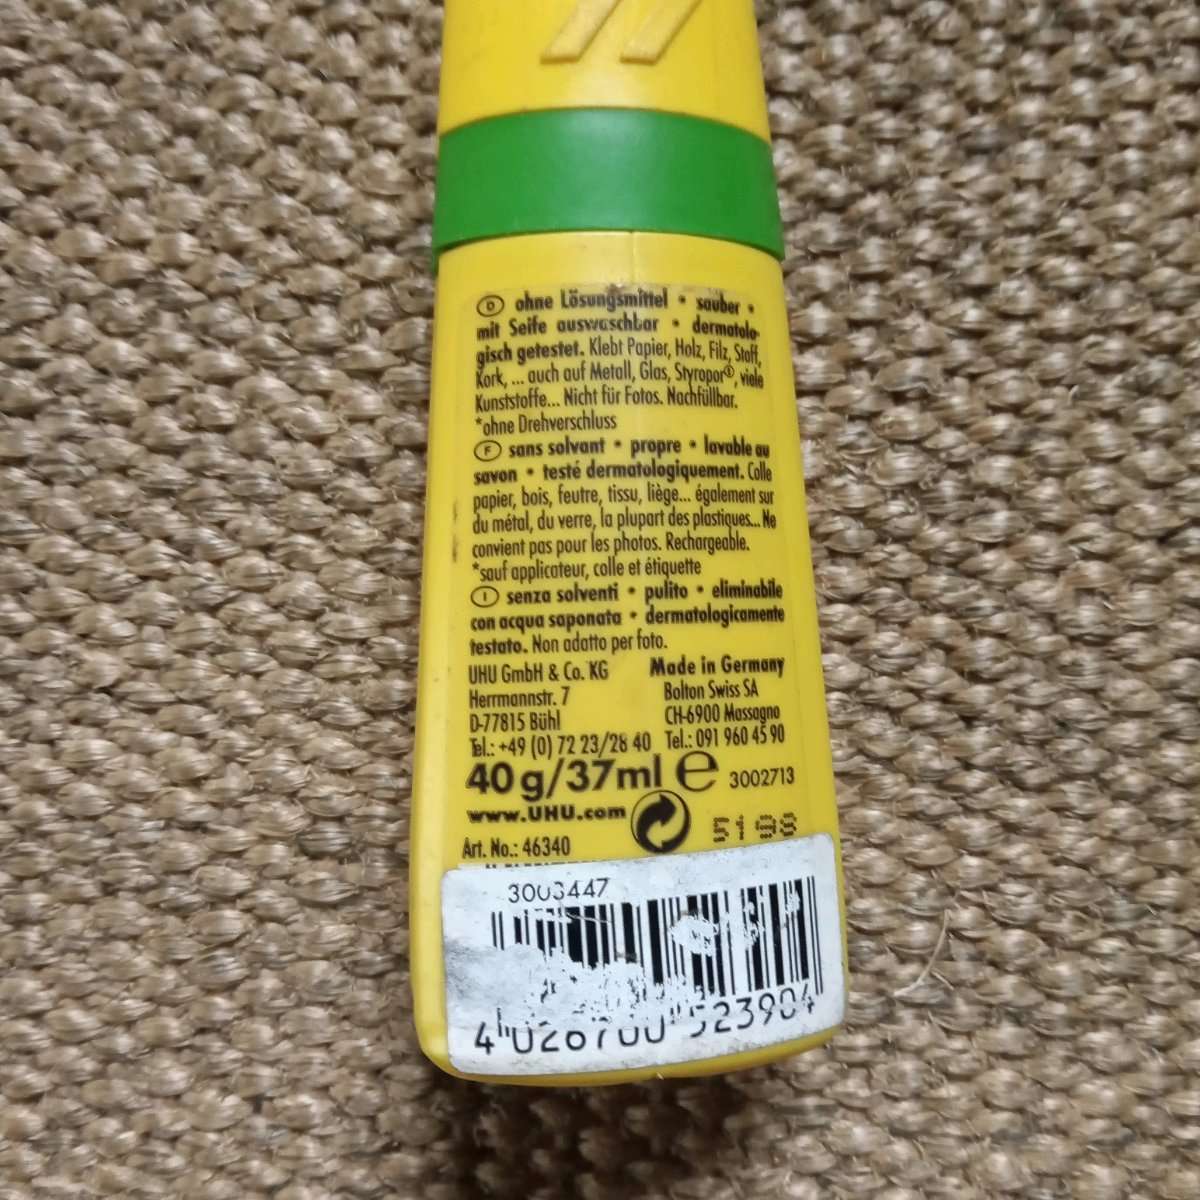 D ohne Lösungsmittel • sauber •
mit Seife auswaschbar • dermatolo-
gisch getestet. Klebt Papier, Holz, Filz, Stoff,
Kork, ... auch auf Metall, Glas, Styropor®, viele
Kunststoffe... Nicht für Fotos. Nachfüllbar.
*ohne Drehverschluss
F sans solvant • propre • lavable au
savon • testé dermatologiquement. Colle
papier, bois, feutre, tissu, liège... également sur
du métal, du verre, la plupart des plastiques... Ne
convient pas pour les photos. Rechargeable.
*sauf applicateur, colle et étiquette
I senza solventi • pulito • eliminabile
con acqua saponata • dermatologicamente
testato. Non adatto per foto.
UHU GmbH & Co. KG Made in Germany
Herrmannstr. 7 Bolton Swiss SA
D-77815 Bühl CH-6900 Massagno
Tel.: +49 (0) 72 23/28 40 Tel.: 091 960 45 90
40 g/37ml e 3002713
www.UHU.com
5198
Art. No.: 46340
3003447
4 026700 523904